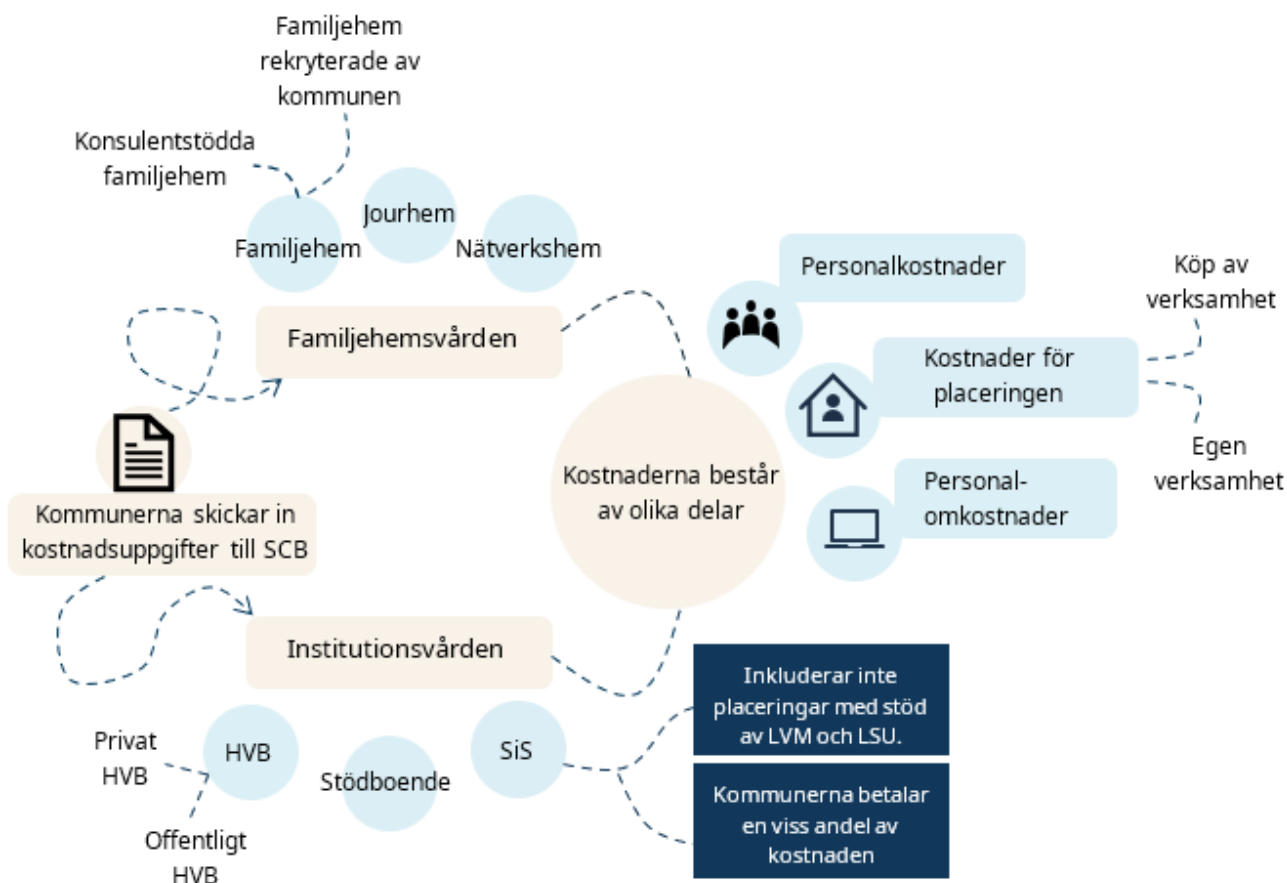 Familjehem
rekryterade av
kommunen
Konsulentstödda
familjehem
Familjehem
Jourhem
Nätverkshem
Familjehemsvården
Kommunerna skickar in
kostnadsuppgifter till SCB
Institutionsvården
HVB
Stödboende
SiS
Privat
HVB
Offentligt
HVB
Kostnaderna består
av olika delar
Personalkostnader
Kostnader för
placeringen
Köp av
verksamhet
Egen
verksamhet
Personal-
omkostnader
Inkluderar inte
placeringar med stöd
av LVM och LSU.
Kommunerna betalar
en viss andel av
kostnaden